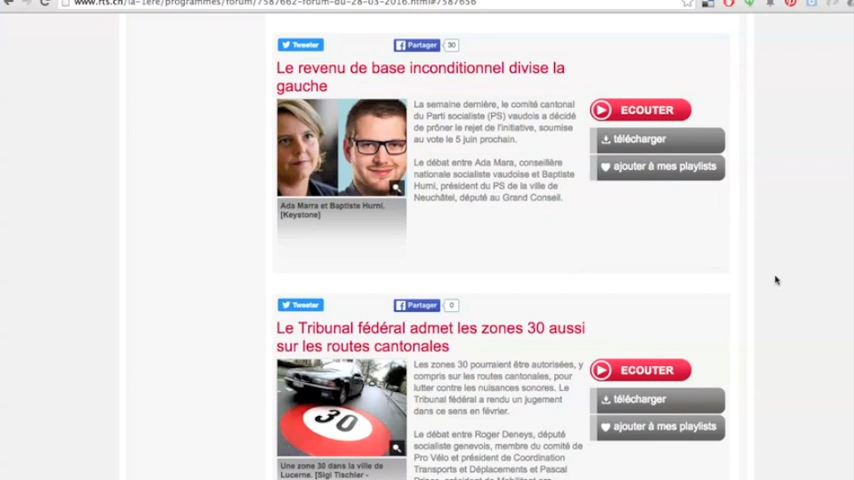 www.rts.ch/la-1ere/programmes/forum/7587662-forum-du-28-03-2016.html#7587656
Tweeter
Partager
30
Le revenu de base inconditionnel divise la
gauche
La semaine dernière, le comité cantonal
du Parti socialiste (PS) vaudois a décidé
de prôner le rejet de l'initiative, soumise
au vote le 5 juin prochain.
Le débat entre Ada Mara, conseillère
nationale socialiste vaudoise et Baptiste
Hurni, président du PS de la ville de
Neuchâtel, député au Grand Conseil.
Ada Marra et Baptiste Hurni.
[Keystone]
ECOUTER
télécharger
ajouter à mes playlists
Tweeter
Partager
0
Le Tribunal fédéral admet les zones 30 aussi
sur les routes cantonales
30
Les zones 30 pourraient être autorisées, y
compris sur les routes cantonales, pour
lutter contre les nuisances sonores. Le
Tribunal fédéral a rendu un jugement
dans ce sens en février.
Le débat entre Roger Deneys, député
socialiste genevois, membre du comité de
Pro Vélo et président de Coordination
Transports et Déplacements et Pascal
Une zone 30 dans la ville de
Lucerne. [Sigi Tischler -
ECOUTER
télécharger
ajouter à mes playlists